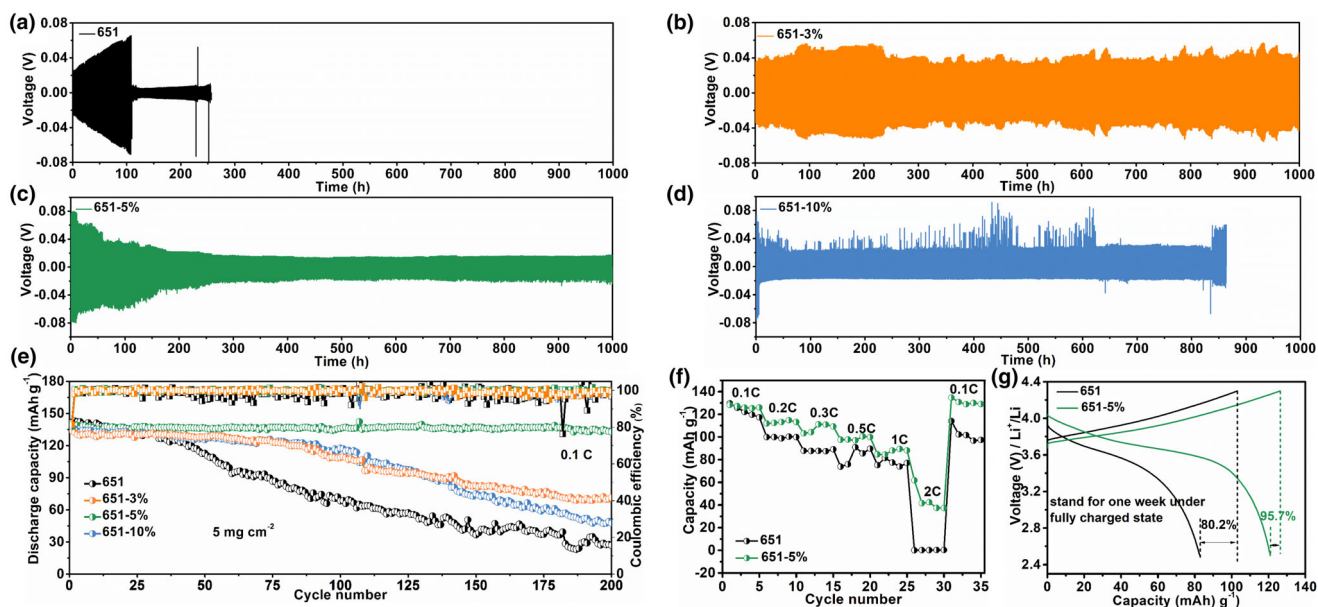 (a)
651
Voltage (V)
0.08
0.04
0.00
-0.04
-0.08
0 100 200 300 400 500 600 700 800 900 1000
Time (h)
(b)
651-3%
Voltage (V)
0.08
0.04
0.00
-0.04
-0.08
0 100 200 300 400 500 600 700 800 900 1000
Time (h)
(c)
651-5%
Voltage (V)
0.08
0.04
0.00
-0.04
-0.08
0 100 200 300 400 500 600 700 800 900 1000
Time (h)
(d)
651-10%
Voltage (V)
0.08
0.04
0.00
-0.04
-0.08
0 100 200 300 400 500 600 700 800 900 1000
Time (h)
(e)
Discharge capacity (mAh g⁻¹)
180
150
120
90
60
30
0
100
80
60
40
20
0
Coulombic efficiency (%)
0.1 C
651
651-3%
651-5%
651-10%
5 mg cm⁻²
0 25 50 75 100 125 150 175 200
Cycle number
(f)
Capacity (mAh g⁻¹)
140
120
100
80
60
40
20
0
-20
0.1C
0.2C
0.3C
0.5C
1C
2C
0.1C
651
651-5%
0 5 10 15 20 25 30 35
Cycle number
(g)
Voltage (V) / Li⁺/Li
4.4
4.0
3.6
3.2
2.8
2.4
651
651-5%
stand for one week under
fully charged state
80.2%
95.7%
0 20 40 60 80 100 120 140
Capacity (mAh) g⁻¹